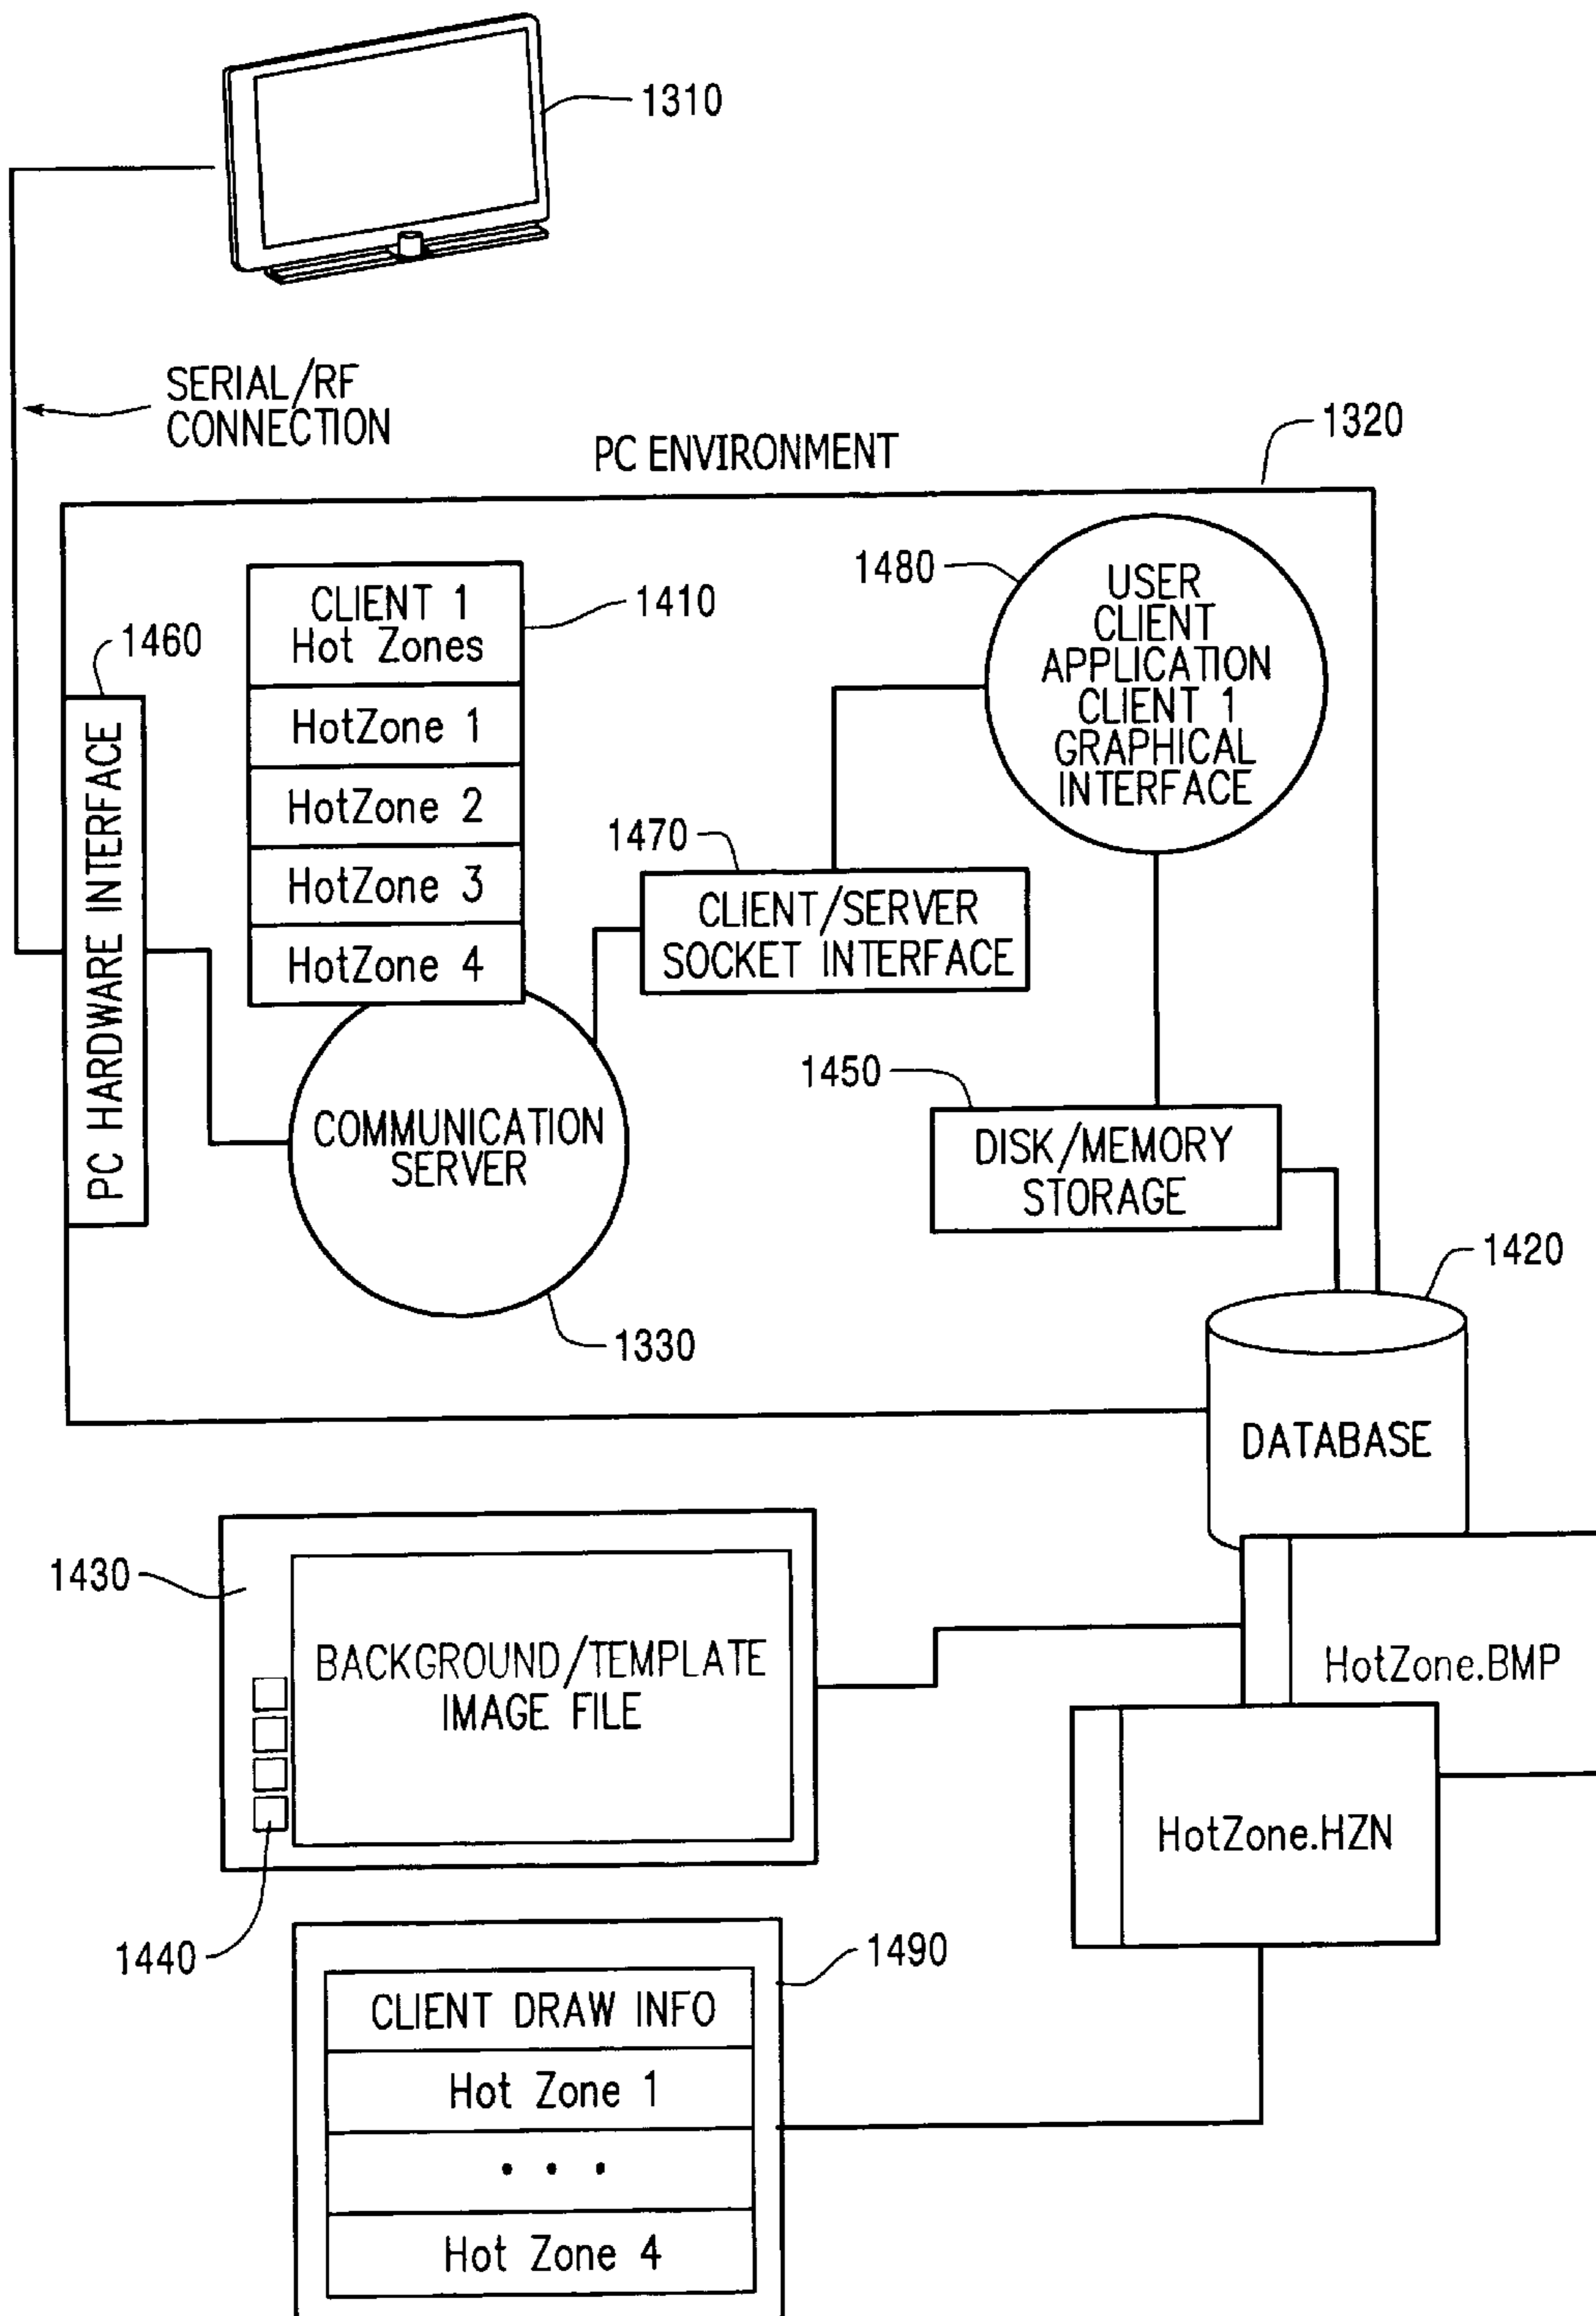 1310
SERIAL/RF
CONNECTION
PC ENVIRONMENT
1320
1480
USER
CLIENT
APPLICATION
CLIENT 1
GRAPHICAL
INTERFACE
CLIENT 1
Hot Zones
1410
1460
HotZone 1
HotZone 2
HotZone 3
HotZone 4
PC HARDWARE INTERFACE
1470
CLIENT/SERVER
SOCKET INTERFACE
1450
DISK/MEMORY
STORAGE
COMMUNICATION
SERVER
1330
1420
DATABASE
1430
BACKGROUND/TEMPLATE
IMAGE FILE
1440
HotZone.BMP
HotZone.HZN
1490
CLIENT DRAW INFO
Hot Zone 1
• • •
Hot Zone 4